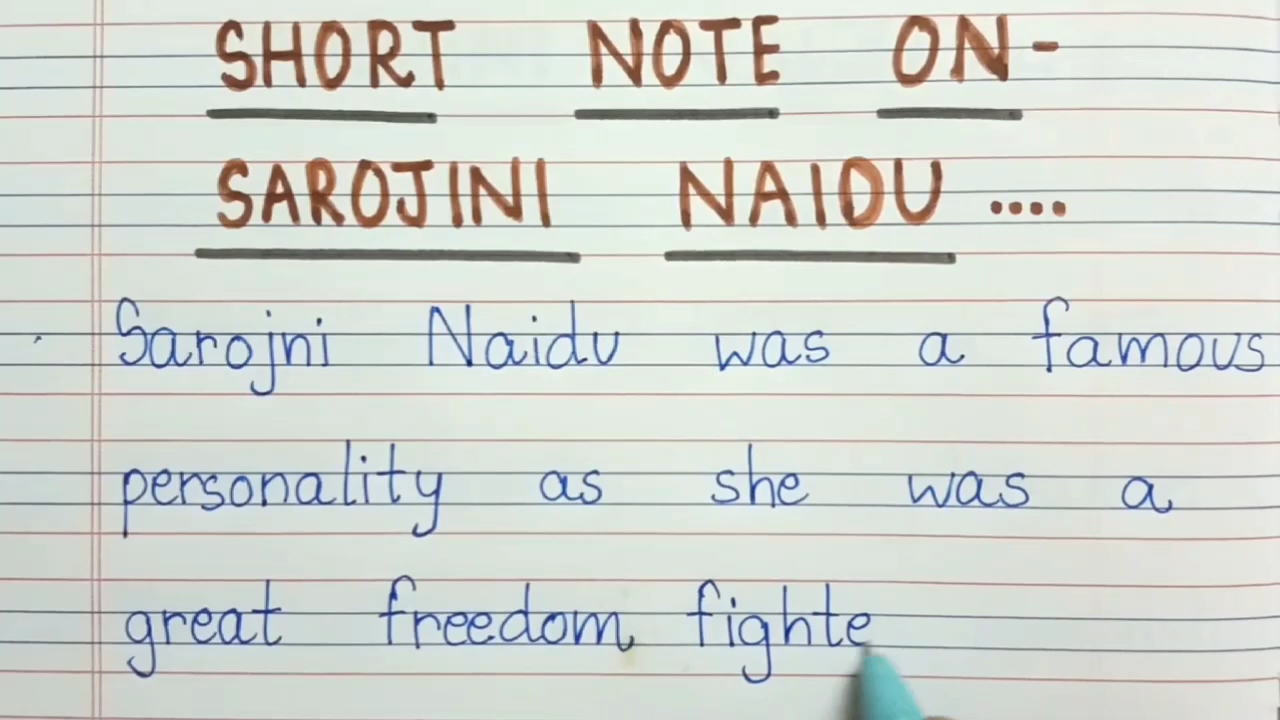 SHORT NOTE ON-
SAROJINI NAIDU ....
Sarojni Naidu was a famous
personality as she was a
great freedom fighte